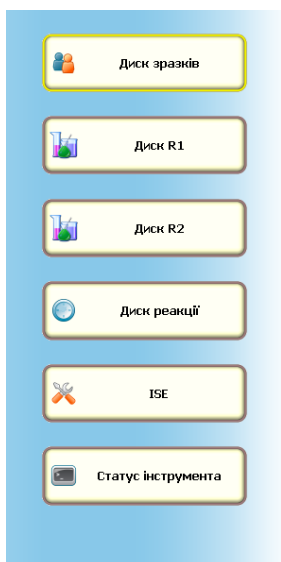 Диск зразків
Диск R1
Диск R2
Диск реакції
ISE
Статус інструмента